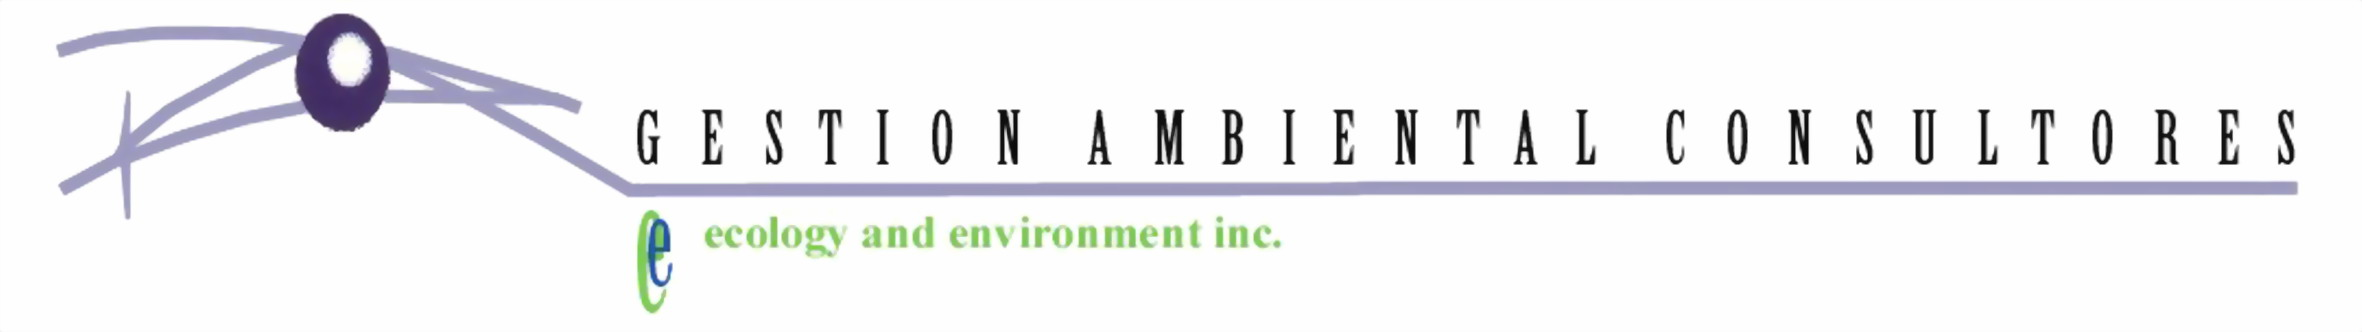 GESTION AMBIENTAL CONSULTORES
e ecology and environment inc.